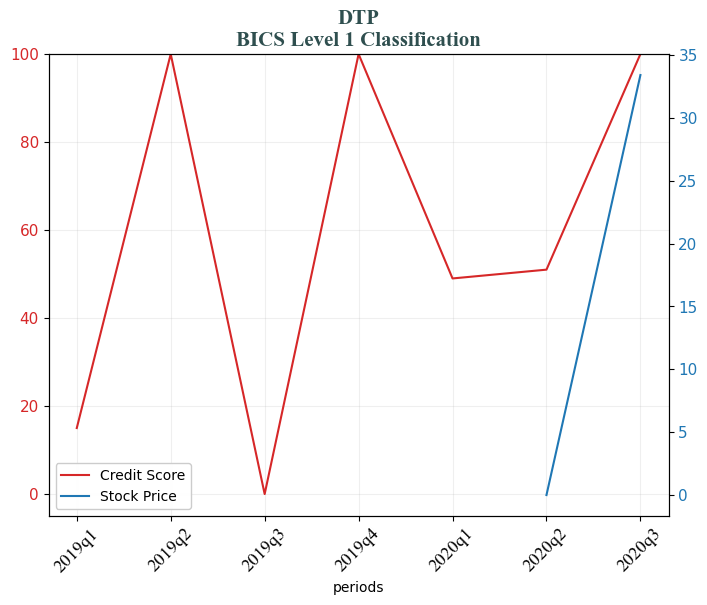 DTP
BICS Level 1 Classification
100
80
60
40
20
0
35
30
25
20
15
10
5
0
Credit Score
Stock Price
2019q1
2019q2
2019q3
2019q4
2020q1
2020q2
2020q3
periods